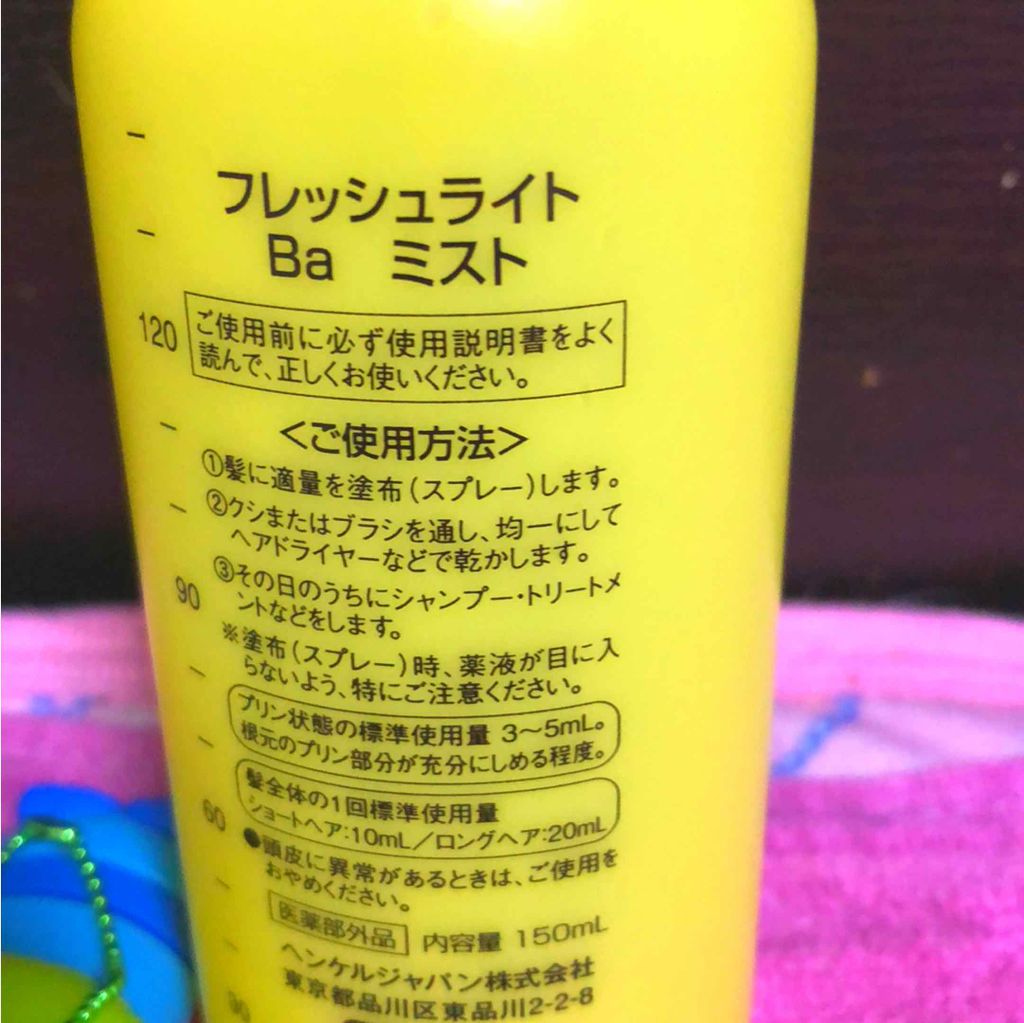 フレッシュライト
Ba ミスト
120
ご使用前に必ず使用説明書をよく
読んで、正しくお使いください。
<ご使用方法>
①髪に適量を塗布(スプレー)します。
②クシまたはブラシを通し、均一にして
ヘアドライヤーなどで乾かします。
90
③その日のうちにシャンプー・トリートメ
ントなどをします。
※塗布(スプレー)時、薬液が目に入
らないよう、特にご注意ください。
プリン状態の標準使用量 3～5mL。
根元のプリン部分が充分にしめる程度。
60
髪全体の1回標準使用量
ショートヘア:10mL/ロングヘア:20mL
●頭皮に異常があるときは、ご使用を
おやめください。
医薬部外品 内容量 150mL
ヘンケルジャパン株式会社
東京都品川区東品川2-2-8
30